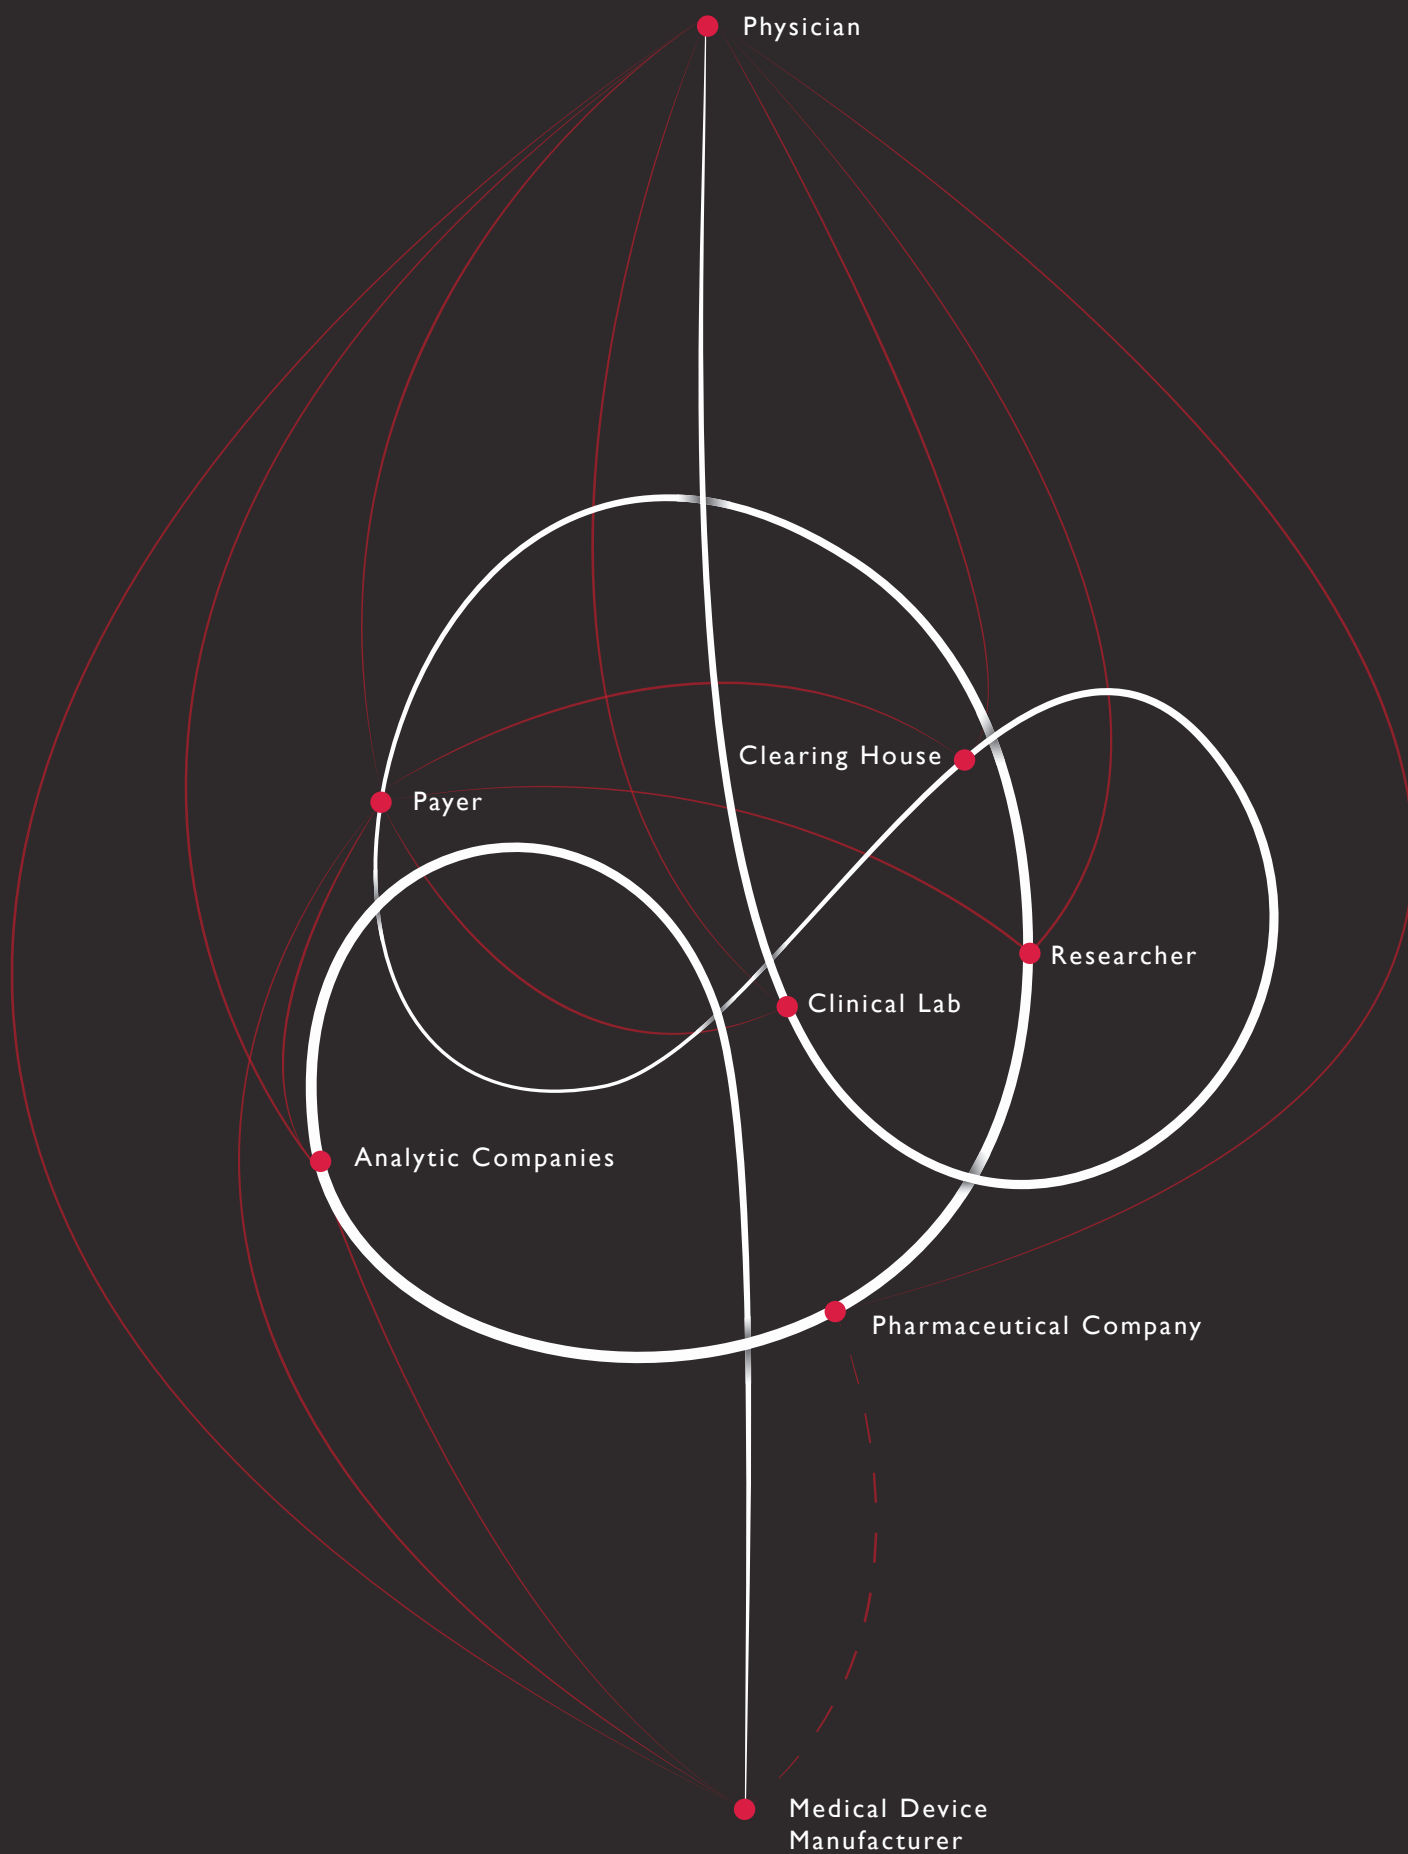 Physician
Clearing House
Payer
Researcher
Clinical Lab
Analytic Companies
Pharmaceutical Company
Medical Device
Manufacturer